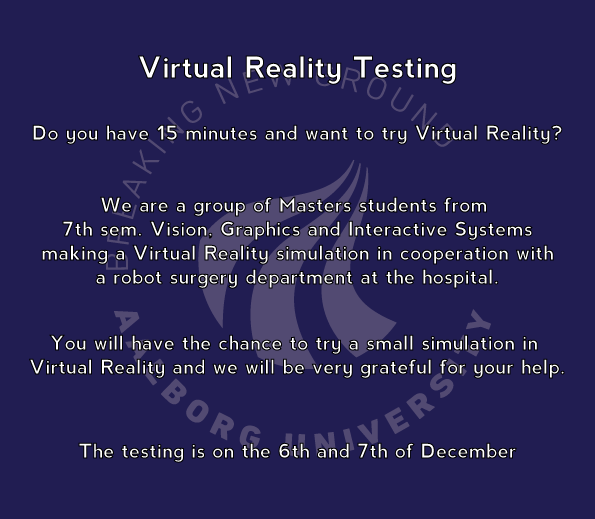 Virtual Reality Testing
Do you have 15 minutes and want to try Virtual Reality?
We are a group of Masters students from
7th sem. Vision, Graphics and Interactive Systems
making a Virtual Reality simulation in cooperation with
a robot surgery department at the hospital.
You will have the chance to try a small simulation in
Virtual Reality and we will be very grateful for your help.
The testing is on the 6th and 7th of December
BREAKING NEW GROUND
AALBORG UNIVERSITY